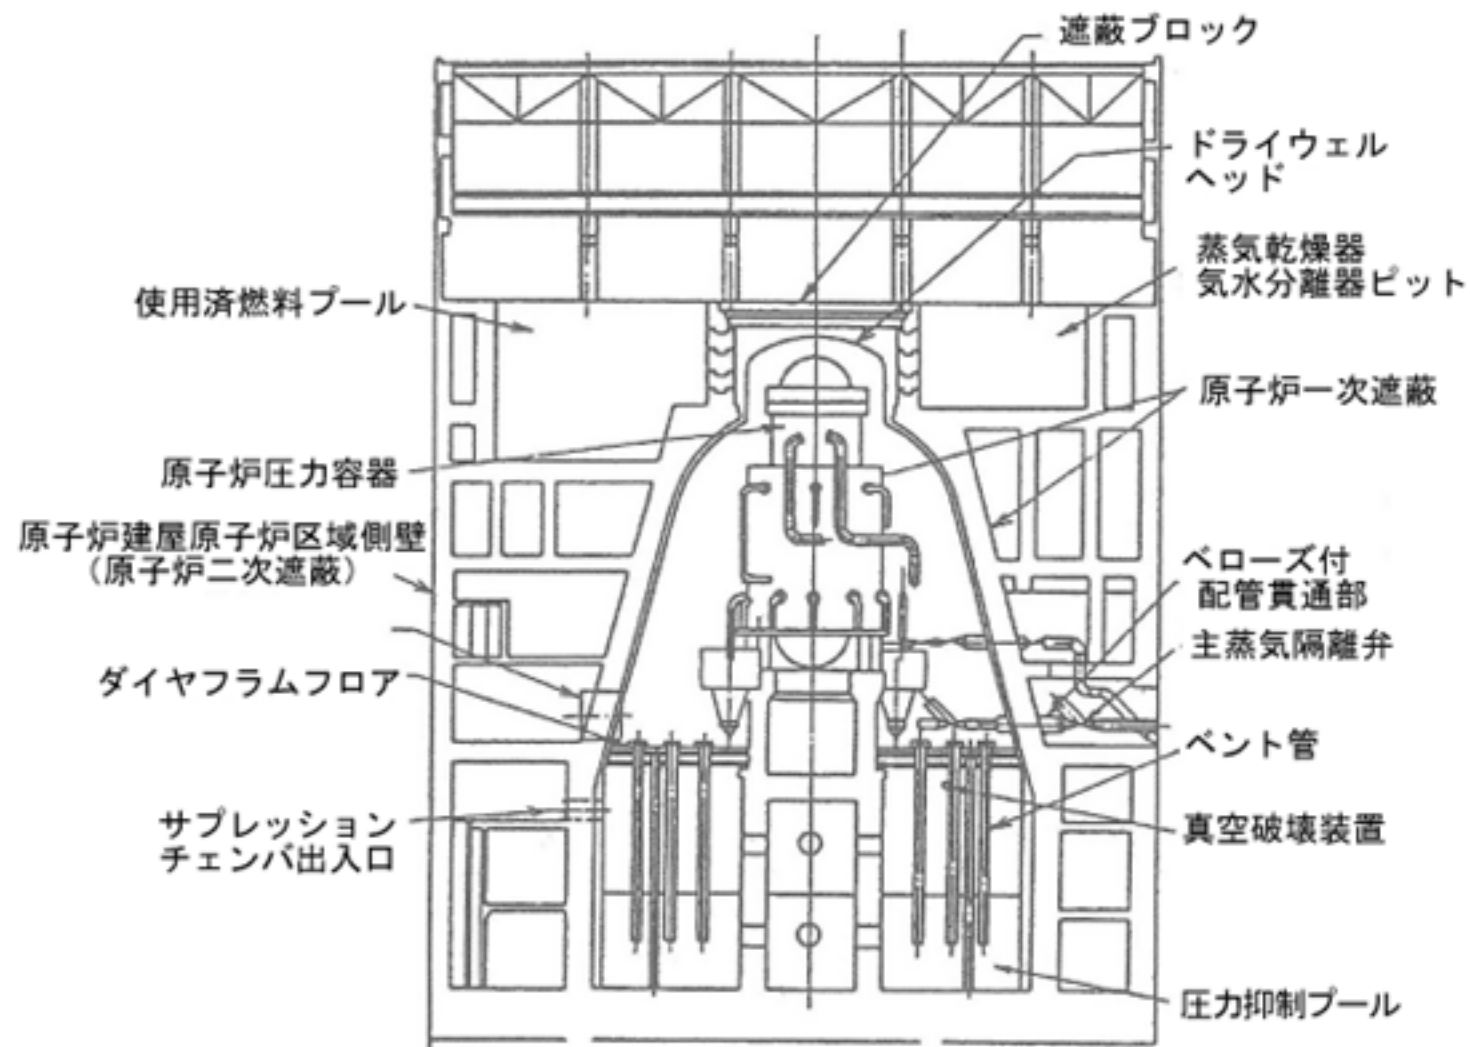 遮蔽ブロック
ドライウェル
ヘッド
蒸気乾燥器
気水分離器ピット
使用済燃料プール
原子炉一次遮蔽
原子炉圧力容器
原子炉建屋原子炉区域側壁
（原子炉二次遮蔽）
ベローズ付
配管貫通部
主蒸気隔離弁
ダイヤフラムフロア
ベント管
サプレッション
チェンバ出入口
真空破壊装置
圧力抑制プール